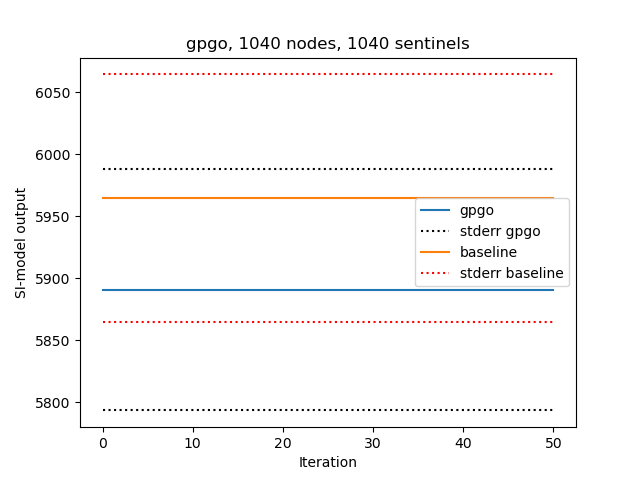 gpgo, 1040 nodes, 1040 sentinels
6050
6000
5950
5900
5850
5800
SI-model output
gpgo
stderr gpgo
baseline
stderr baseline
0 10 20 30 40 50
Iteration